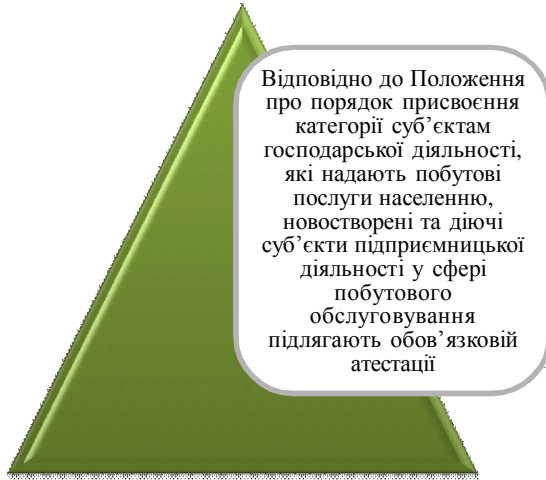 Відповідно до Положення
про порядок присвоєння
категорії суб’єктам
господарської діяльності,
які надають побутові
послуги населенню,
новостворені та діючі
суб’єкти підприємницької
діяльності у сфері
побутового
обслуговування
підлягають обов’язковій
атестації